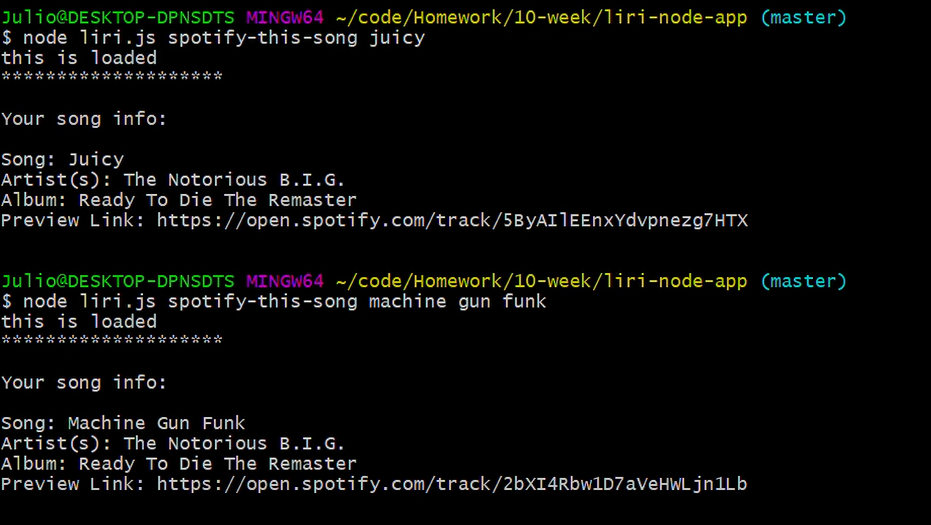 Julio@DESKTOP-DPNSDTS MINGW64 ~/code/Homework/10-week/liri-node-app (master)
$ node liri.js spotify-this-song juicy
this is loaded
********************
Your song info:
Song: Juicy
Artist(s): The Notorious B.I.G.
Album: Ready To Die The Remaster
Preview Link: https://open.spotify.com/track/5ByAIlEEnxYdvpnezg7HTX
Julio@DESKTOP-DPNSDTS MINGW64 ~/code/Homework/10-week/liri-node-app (master)
$ node liri.js spotify-this-song machine gun funk
this is loaded
********************
Your song info:
Song: Machine Gun Funk
Artist(s): The Notorious B.I.G.
Album: Ready To Die The Remaster
Preview Link: https://open.spotify.com/track/2bXI4Rbw1D7aVeHWLjn1Lb